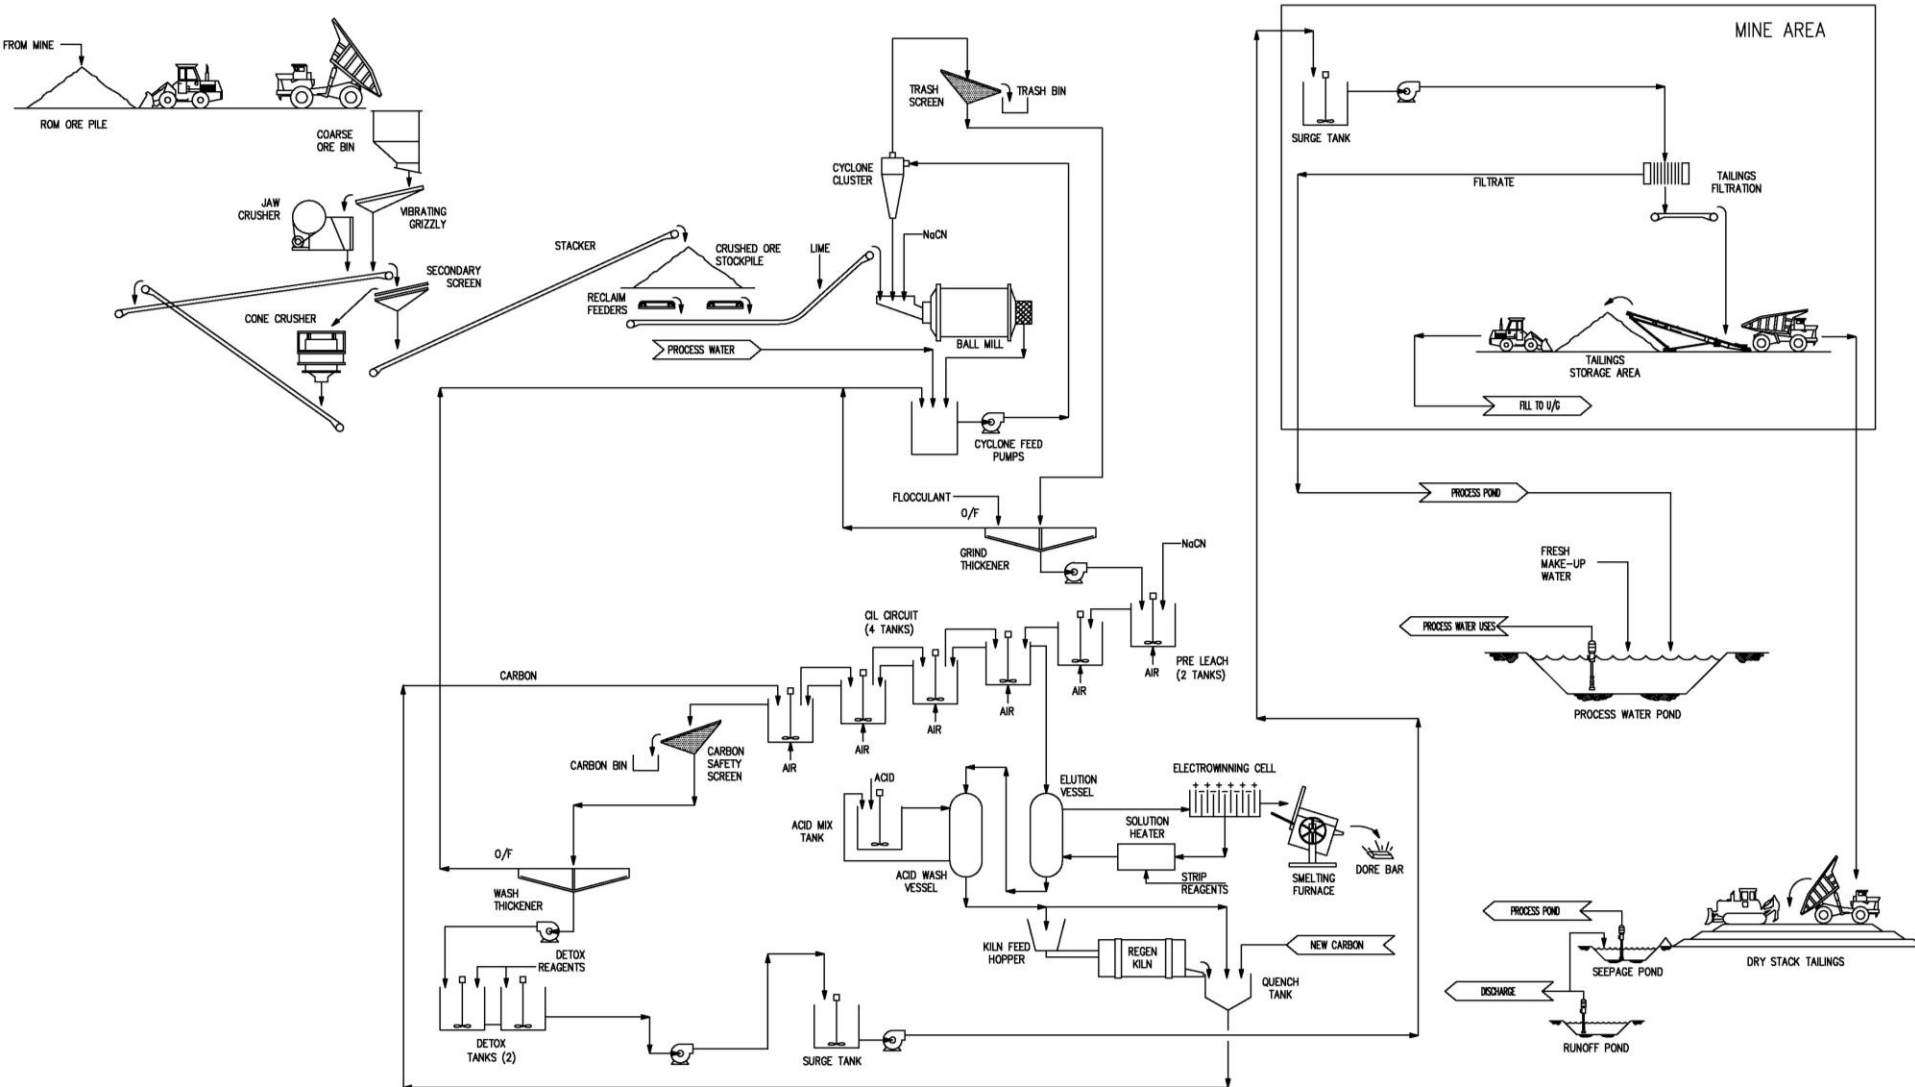 MINE AREA
FROM MINE
ROM ORE PILE
COARSE
ORE BIN
JAW
CRUSHER
VIBRATING
GRIZZLY
SECONDARY
SCREEN
CONE CRUSHER
STACKER
CRUSHED ORE
STOCKPILE
RECLAIM
FEEDERS
LIME
PROCESS WATER
TRASH
SCREEN
TRASH BIN
CYCLONE
CLUSTER
NaCN
BALL MILL
CYCLONE FEED
PUMPS
FLOCCULANT
O/F
GRIND
THICKENER
NaCN
CIL CIRCUIT
(4 TANKS)
PRE LEACH
(2 TANKS)
AIR
AIR
AIR
AIR
AIR
AIR
CARBON
CARBON BIN
CARBON
SAFETY
SCREEN
ACID
ACID MIX
TANK
ACID WASH
VESSEL
ELUTION
VESSEL
ELECTROWINNING CELL
SOLUTION
HEATER
STRIP
REAGENTS
SMELTING
FURNACE
DORE BAR
O/F
WASH
THICKENER
DETOX
REAGENTS
DETOX
TANKS (2)
SURGE TANK
KILN FEED
HOPPER
REGEN
KILN
NEW CARBON
QUENCH
TANK
SURGE TANK
FILTRATE
TAILINGS
FILTRATION
TAILINGS
STORAGE AREA
FILL TO U/G
PROCESS POND
FRESH
MAKE-UP
WATER
PROCESS WATER USES
PROCESS WATER POND
PROCESS POND
SEEPAGE POND
DRY STACK TAILINGS
DISCHARGE
RUNOFF POND